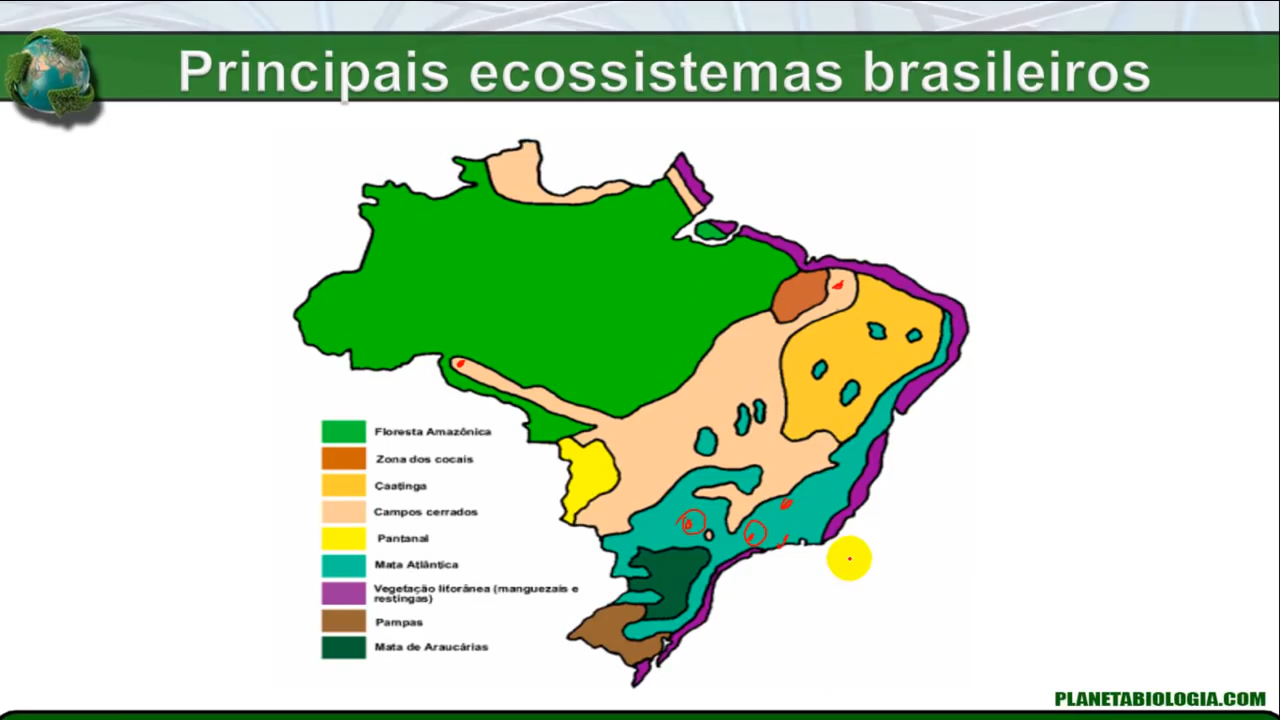 Principais ecossistemas brasileiros
Floresta Amazônica
Zona dos cocais
Caatinga
Campos cerrados
Pantanal
Mata Atlântica
Vegetação litorânea (manguezais e
restingas)
Pampas
Mata de Araucárias
PLANETABIOLOGIA.COM